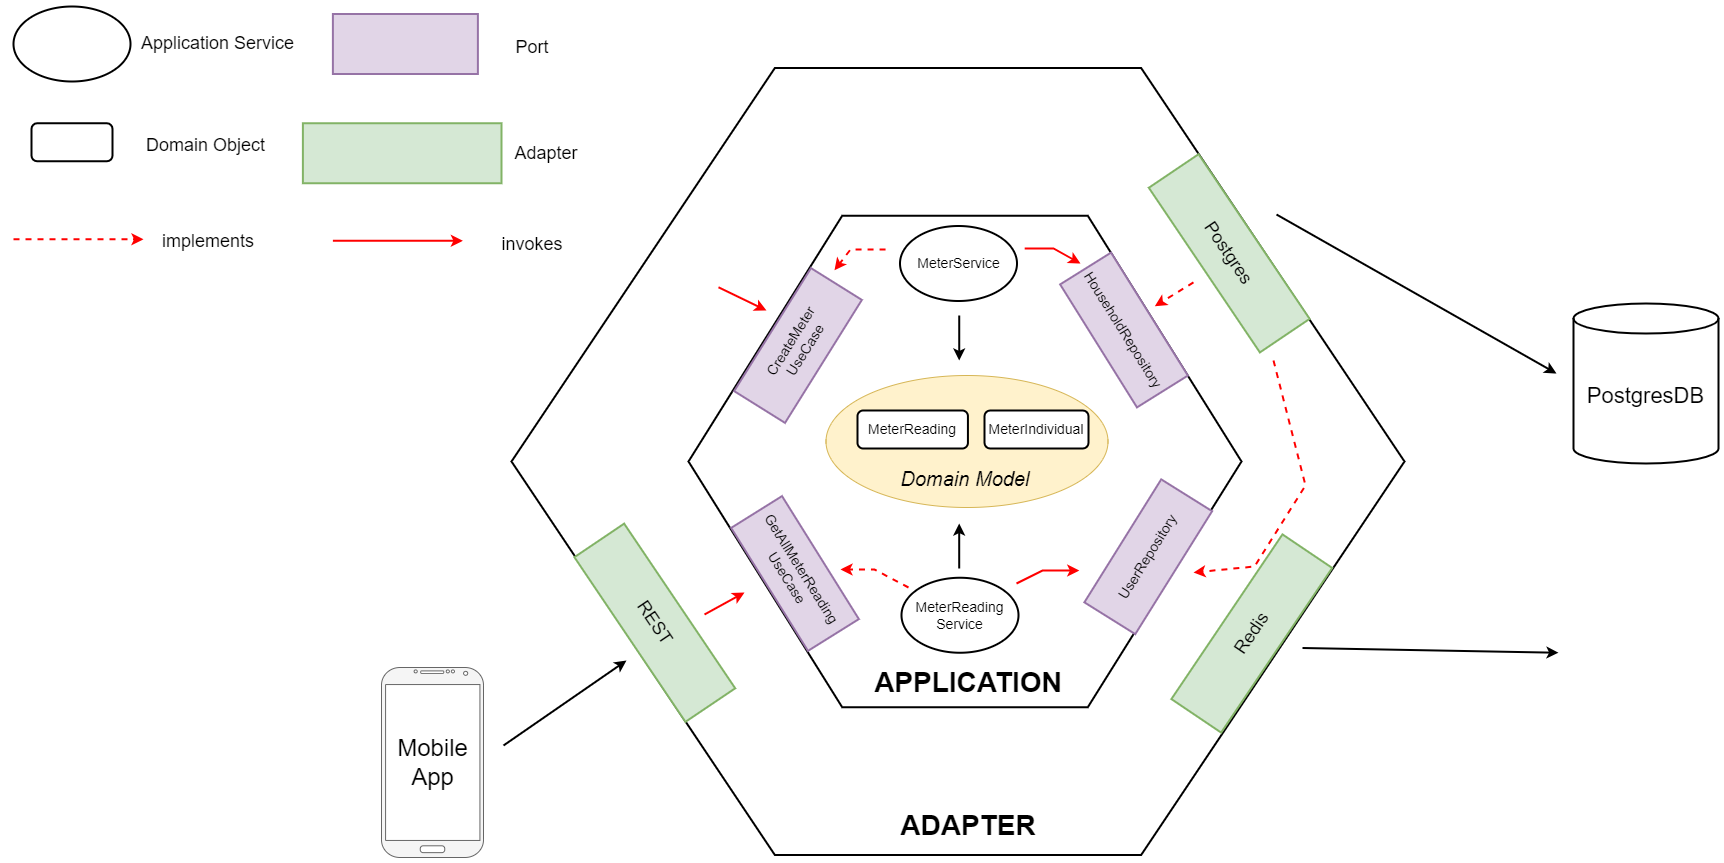 Application Service
Port
Domain Object
Adapter
implements
invokes
MeterService
CreateMeter
UseCase
HouseholdRepository
Postgres
PostgresDB
MeterReading
MeterIndividual
Domain Model
GetAllMeterReading
UseCase
UserRepository
REST
MeterReading
Service
Redis
APPLICATION
Mobile
App
ADAPTER